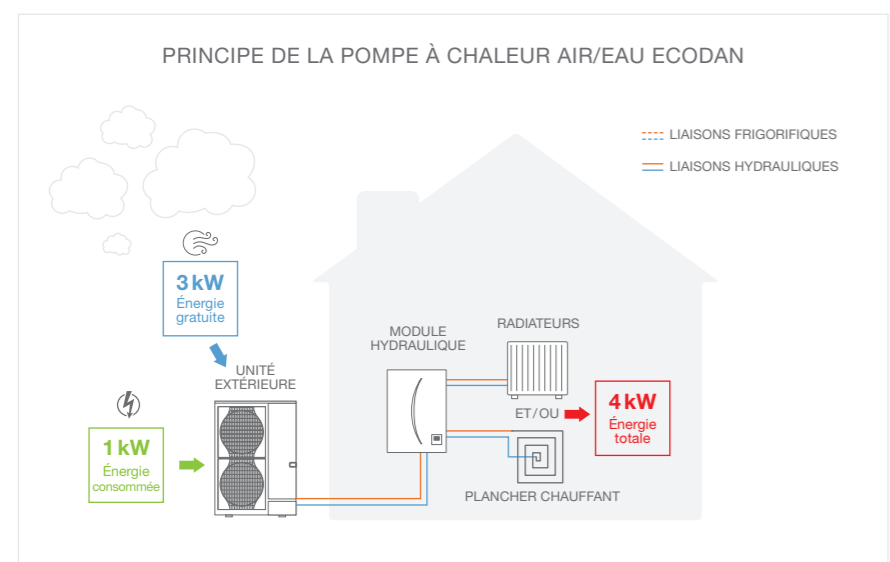 PRINCIPE DE LA POMPE À CHALEUR AIR/EAU ECODAN
LIAISONS FRIGORIFIQUES
LIAISONS HYDRAULIQUES
3 kW
Énergie
gratuite
UNITÉ
EXTÉRIEURE
1 kW
Énergie
consommée
MODULE
HYDRAULIQUE
RADIATEURS
ET/OU
PLANCHER CHAUFFANT
4 kW
Énergie
totale